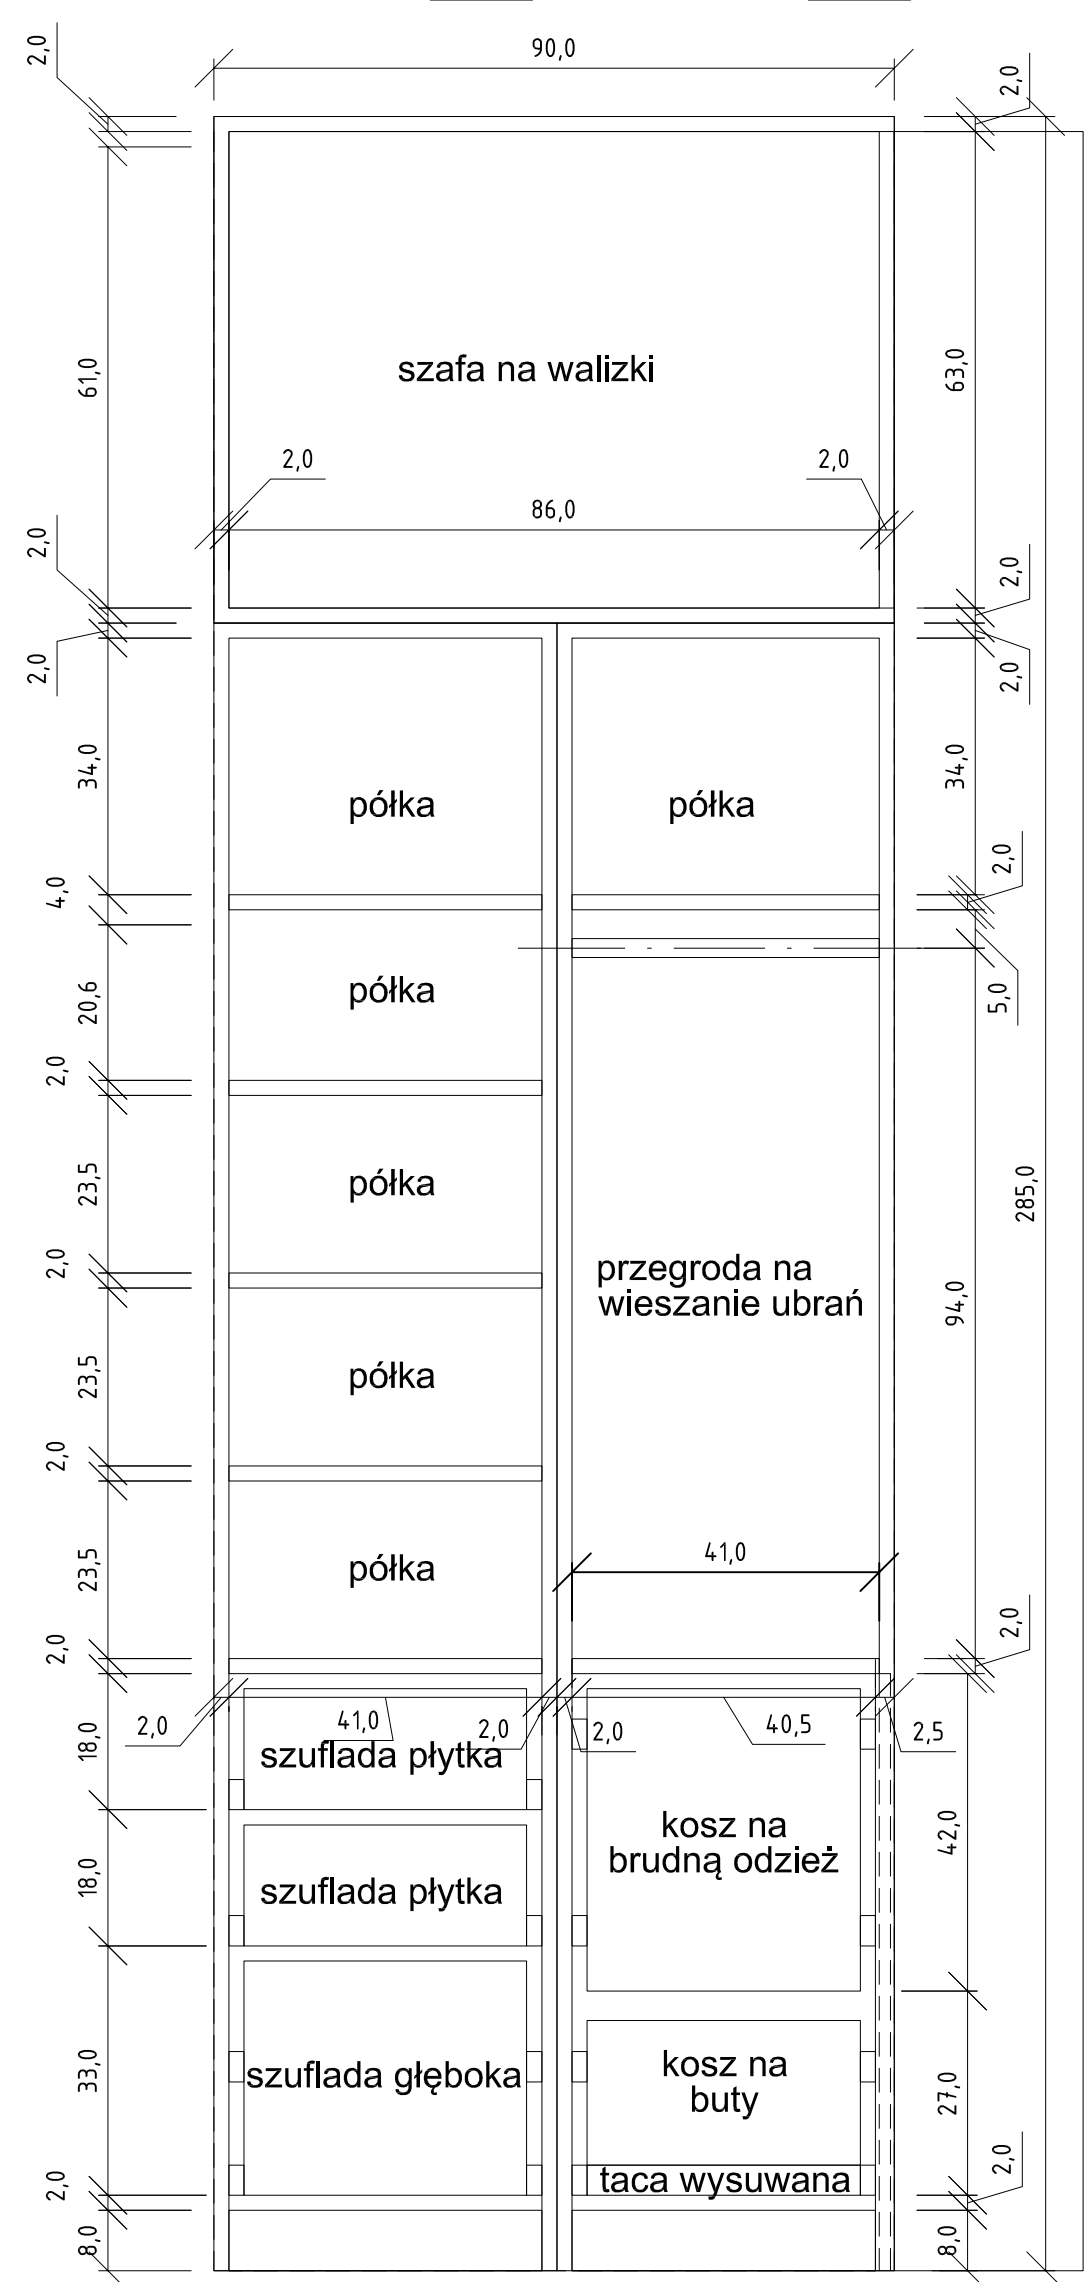 90,0
2,0
2,0
61,0
szafa na walizki
63,0
2,0
2,0
86,0
2,0
2,0
2,0
2,0
34,0
półka
półka
34,0
4,0
2,0
20,6
półka
5,0
2,0
23,5
półka
285,0
2,0
przegroda na
wieszanie ubrań
94,0
23,5
półka
2,0
23,5
półka
41,0
2,0
2,0
2,0
41,0
2,0
2,0
40,5
2,5
18,0
szuflada płytka
kosz na
brudną odzież
42,0
18,0
szuflada płytka
33,0
szuflada głęboka
kosz na
buty
27,0
2,0
taca wysuwana
2,0
8,0
8,0